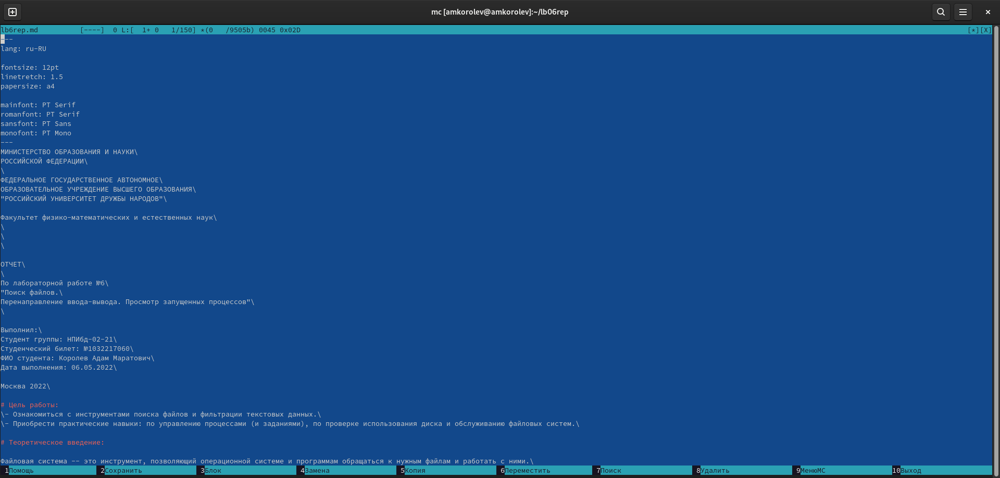 mc [amkorolev@amkorolev]:~/lb06rep
lb6rep.md [----] 0 L:[ 1+ 0 1/150] *(0 /9505b) 0045 0x02D [*][X]
---
lang: ru-RU
fontsize: 12pt
linetretch: 1.5
papersize: a4
mainfont: PT Serif
romanfont: PT Serif
sansfont: PT Sans
monofont: PT Mono
---
МИНИСТЕРСТВО ОБРАЗОВАНИЯ И НАУКИ\
РОССИЙСКОЙ ФЕДЕРАЦИИ\
\
ФЕДЕРАЛЬНОЕ ГОСУДАРСТВЕННОЕ АВТОНОМНОЕ\
ОБРАЗОВАТЕЛЬНОЕ УЧРЕЖДЕНИЕ ВЫСШЕГО ОБРАЗОВАНИЯ\
"РОССИЙСКИЙ УНИВЕРСИТЕТ ДРУЖБЫ НАРОДОВ"\
Факультет физико-математических и естественных наук\
\
\
\
ОТЧЕТ\
\
По лабораторной работе №6\
"Поиск файлов.\
Перенаправление ввода-вывода. Просмотр запущенных процессов"\
\
Выполнил:\
Студент группы: НПИбд-02-21\
Студенческий билет: №1032217060\
ФИО студента: Королев Адам Маратович\
Дата выполнения: 06.05.2022\
Москва 2022\
# Цель работы:
\- Ознакомиться с инструментами поиска файлов и фильтрации текстовых данных.\
\- Приобрести практические навыки: по управлению процессами (и заданиями), по проверке использования диска и обслуживанию файловых систем.\
# Теоретическое введение:
Файловая система -- это инструмент, позволяющий операционной системе и программам обращаться к нужным файлам и работать с ними.\
1Помощь 2Сохранить 3Блок 4Замена 5Копия 6Переместить 7Поиск 8Удалить 9МенюMC 10Выход